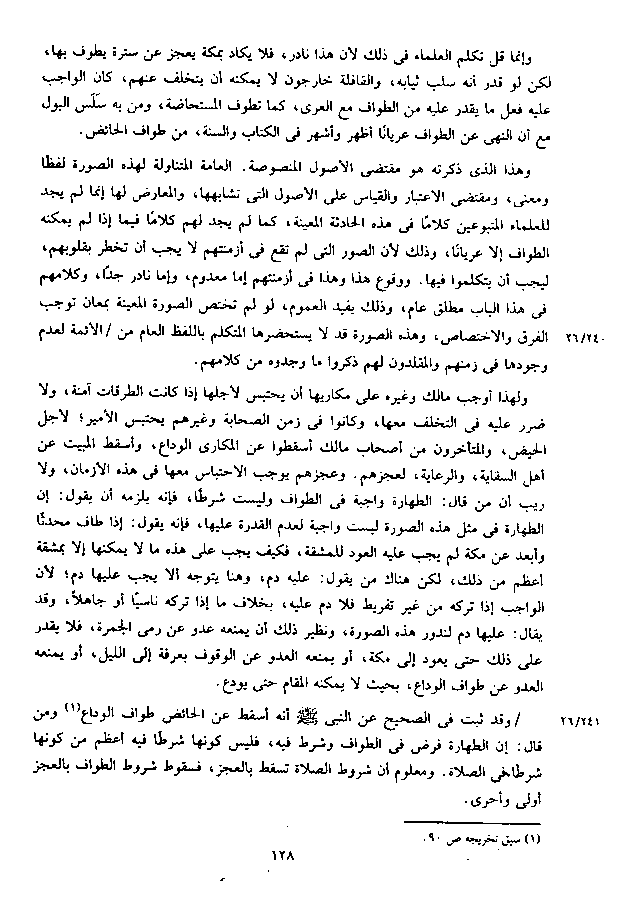 وإنما قل تكلم العلماء فى ذلك لأن هذا نادر، فلا يكاد بمكة يعجز عن سترة يطوف بها،
لكن لو قدر أنه سلب ثيابه، والقافلة خارجون لا يمكنه أن يتخلف عنهم، كان الواجب
عليه فعل ما يقدر عليه من الطواف مع العرى، كما تطوف المستحاضة، ومن به سَلَس البول
مع أن النهى عن الطواف عريانًا أظهر وأشهر فى الكتاب والسنة، من طواف الحائض.
وهذا الذى ذكرته هو مقتضى الأصول المنصوصة. العامة المتناولة لهذه الصورة لفظًا
ومعنى، ومقتضى الاعتبار والقياس على الأصول التى تشابهها، والمعارض لها إنما لم يجد
للعلماء المتبوعين كلامًا فى هذه الحادثة المعينة، كما لم يجد لهم كلامًا فيما إذا لم يمكنه
الطواف إلا عريانًا، وذلك لأن الصور التى لم تقع فى أزمنتهم لا يجب أن تخطر بقلوبهم،
ليجب أن يتكلموا فيها. ووقوع هذا وهذا فى أزمنتهم إما معدوم، وإما نادر جدًا، وكلامهم
فى هذا الباب مطلق عام، وذلك يفيد العموم، لو لم تختص الصورة المعينة بمعان توجب
٢٦/٢٤٠ الفرق والاختصاص، وهذه الصورة قد لا يستحضرها المتكلم باللفظ العام من /الأئمة لعدم
وجودها فى زمنهم والمقلدون لهم ذكروا ما وجدوه من كلامهم.
ولهذا أوجب مالك وغيره على مكاريها أن يحتبس لأجلها إذا كانت الطرقات آمنة، ولا
ضرر عليه فى التخلف معها، وكانوا فى زمن الصحابة وغيرهم يحتبس الأمير؛ لأجل
الحيض، والمتأخرون من أصحاب مالك أسقطوا عن المكارى الوداع، وأسقط المبيت عن
أهل السقاية، والرعاية، لعجزهم. وعجزهم يوجب الاحتباس معها فى هذه الأزمان، ولا
ريب أن من قال: الطهارة واجبة فى الطواف وليست شرطًا، فإنه يلزمه أن يقول: إن
الطهارة فى مثل هذه الصورة ليست واجبة لعدم القدرة عليها، فإنه يقول: إذا طاف محدثًا
وأبعد عن مكة لم يجب عليه العود للمشقة، فكيف يجب على هذه ما لا يمكنها إلا بمشقة
أعظم من ذلك، لكن هناك من يقول: عليه دم، وهنا يتوجه ألا يجب عليها دم؛ لأن
الواجب إذا تركه من غير تفريط فلا دم عليه، بخلاف ما إذا تركه ناسيًا أو جاهلاً، وقد
يقال: عليها دم لندور هذه الصورة، ونظير ذلك أن يمنعه عدو عن رمى الجمرة، فلا يقدر
على ذلك حتى يعود إلى مكة، أو يمنعه العدو عن الوقوف بعرفة إلى الليل، أو يمنعه
العدو عن طواف الوداع، بحيث لا يمكنه المقام حتى يودع.
٢٦/٢٤١ / وقد ثبت فى الصحيح عن النبى ﷺ أنه أسقط عن الحائض طواف الوداع(١) ومن
قال: إن الطهارة فرض فى الطواف وشرط فيه، فليس كونها شرطًا فيه أعظم من كونها
شرطًا فى الصلاة. ومعلوم أن شروط الصلاة تسقط بالعجز، فسقوط شروط الطواف بالعجز
أولى وأحرى.
(١) سبق تخريجه ص ٩٠.
١٢٨